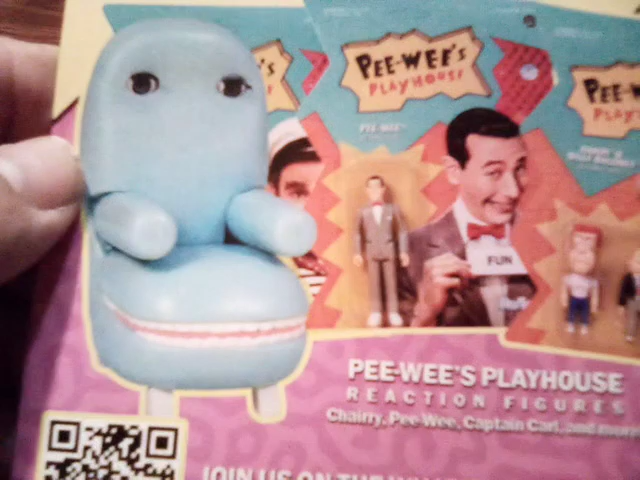 PEE-WEE'S
PLAYHOUSE
PEE-WEE
FUN
PEE-WEE'S PLAYHOUSE
REACTION FIGURES
Chairry, Pee-Wee, Captain Carl, and more
JOIN US ON THE